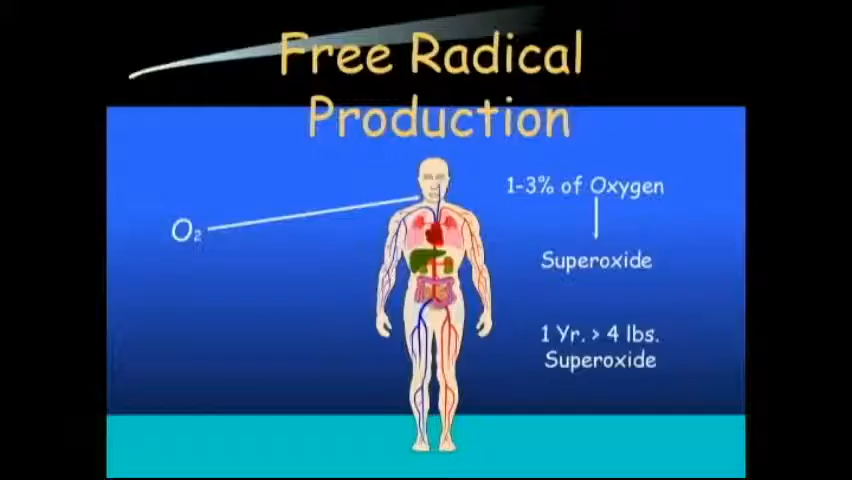 Free Radical
Production
O₂
1-3% of Oxygen
Superoxide
1 Yr. > 4 lbs.
Superoxide